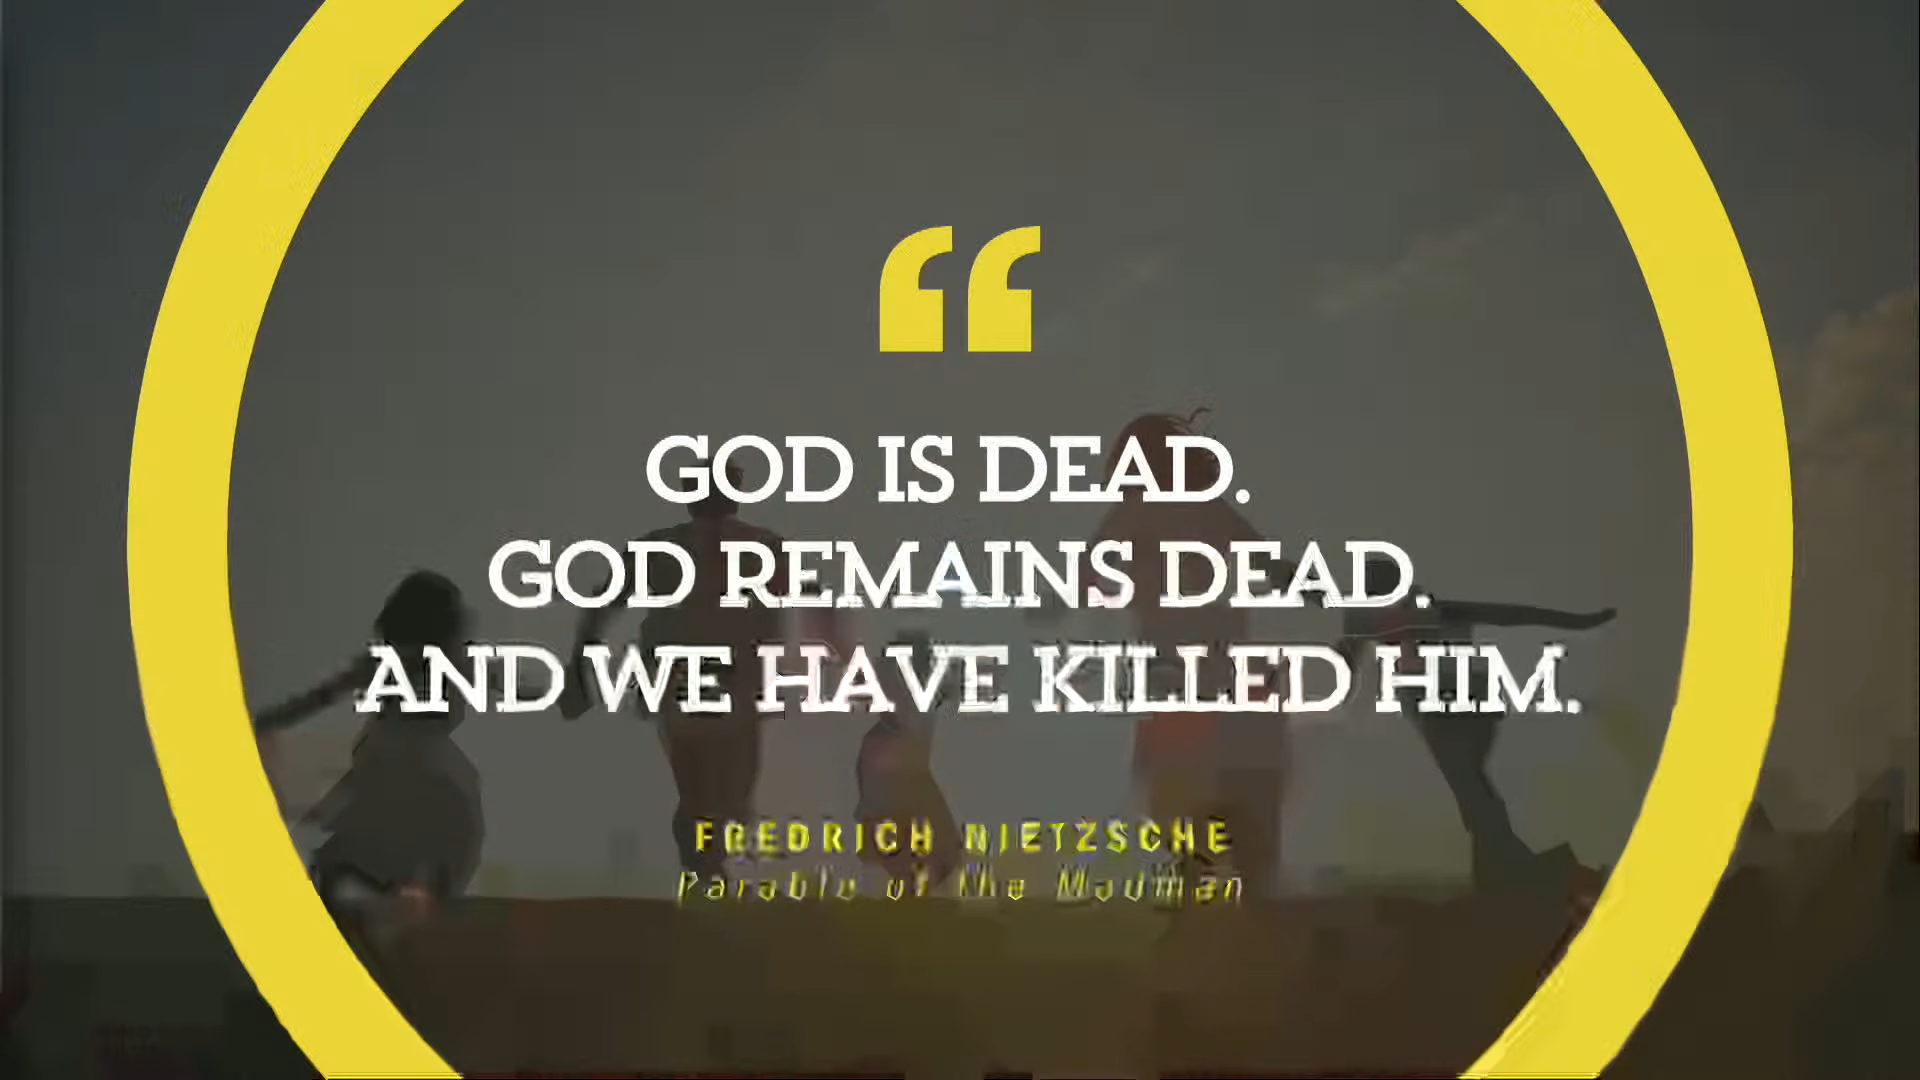 “
GOD IS DEAD.
GOD REMAINS DEAD.
AND WE HAVE KILLED HIM.
FREDRICH NIETZSCHE
Parable of the Madman